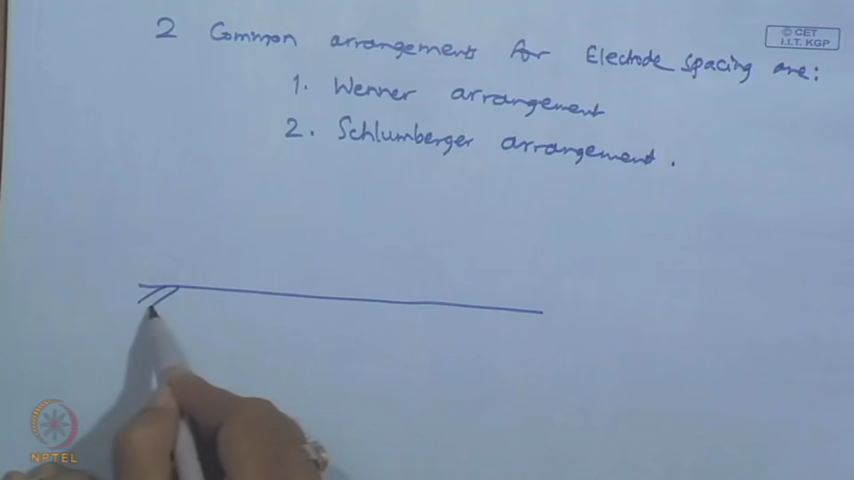 2 Common arrangements for Electrode spacing are:
© CET
I.I.T. KGP
1. Wenner arrangement
2. Schlumberger arrangement.
NPTEL